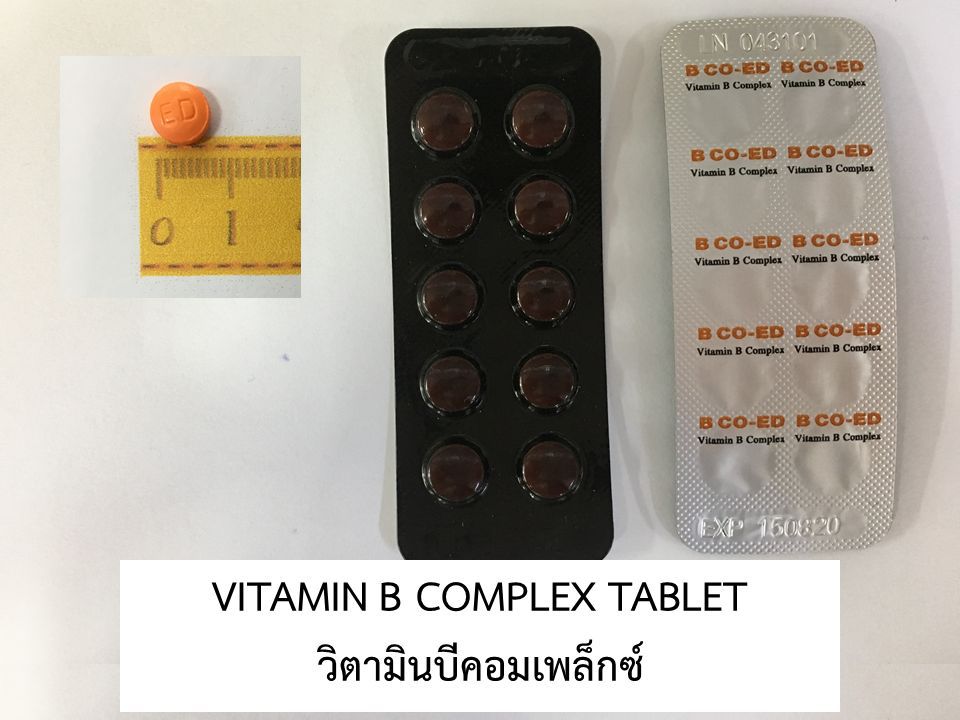 ED
0 1
LN 043101
B CO-ED B CO-ED
Vitamin B Complex Vitamin B Complex
B CO-ED B CO-ED
Vitamin B Complex Vitamin B Complex
B CO-ED B CO-ED
Vitamin B Complex Vitamin B Complex
B CO-ED B CO-ED
Vitamin B Complex Vitamin B Complex
B CO-ED B CO-ED
Vitamin B Complex Vitamin B Complex
EXP 150820
VITAMIN B COMPLEX TABLET
วิตามินบีคอมเพล็กซ์